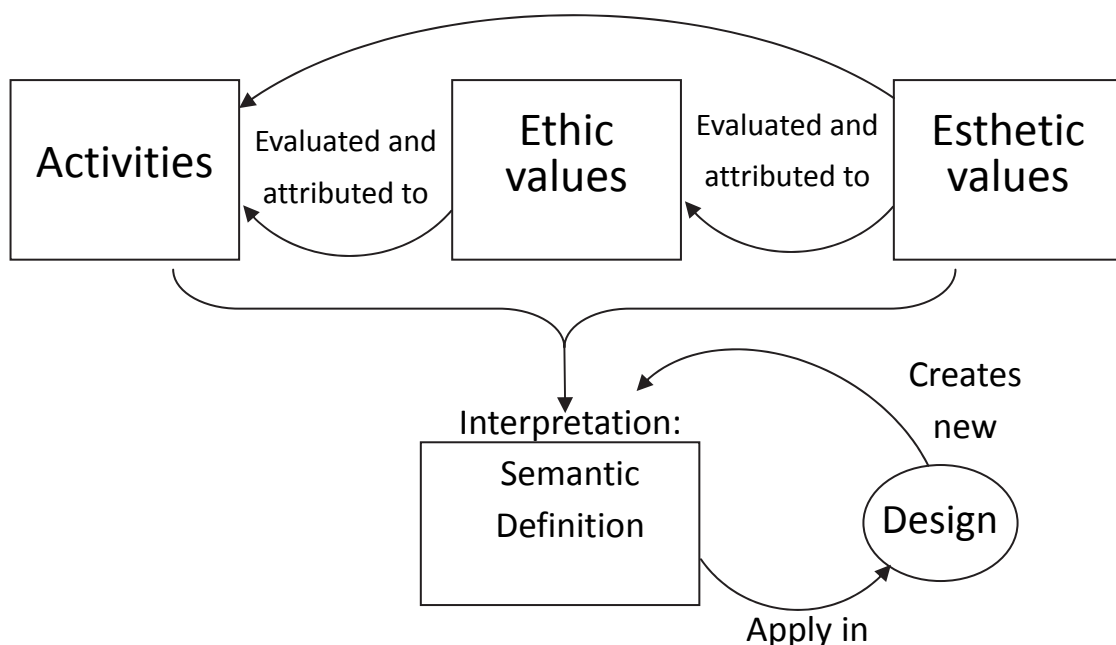 Activities
Evaluated and
attributed to
Ethic
values
Evaluated and
attributed to
Esthetic
values
Interpretation:
Semantic
Definition
Creates
new
Design
Apply in